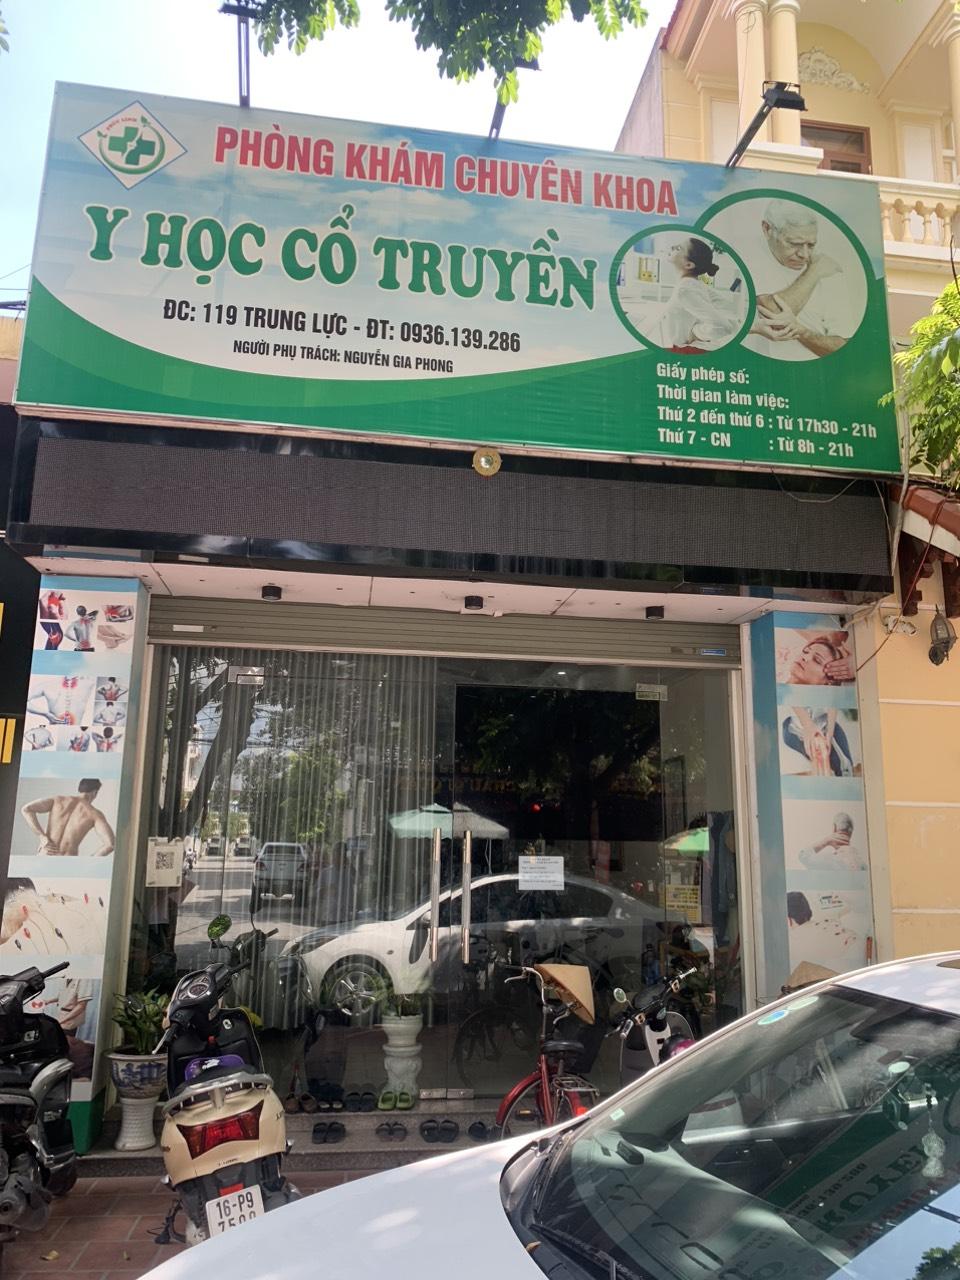 PHÒNG KHÁM CHUYÊN KHOA
Y HỌC CỔ TRUYỀN
ĐC: 119 TRUNG LỰC - ĐT: 0936.139.286
NGƯỜI PHỤ TRÁCH: NGUYỄN GIA PHONG
Giấy phép số:
Thời gian làm việc:
Thứ 2 đến thứ 6 : Từ 17h30 - 21h
Thứ 7 - CN : Từ 8h - 21h
16-P9